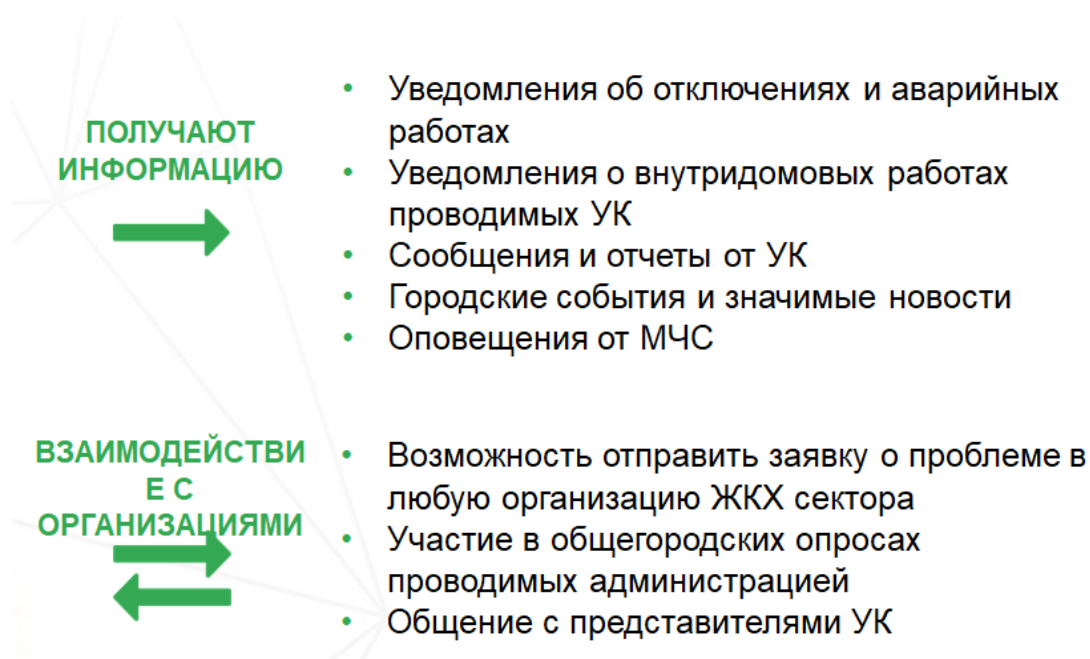 ПОЛУЧАЮТ
ИНФОРМАЦИЮ
• Уведомления об отключениях и аварийных
работах
• Уведомления о внутридомовых работах
проводимых УК
• Сообщения и отчеты от УК
• Городские события и значимые новости
• Оповещения от МЧС
ВЗАИМОДЕЙСТВИ
Е С
ОРГАНИЗАЦИЯМИ
• Возможность отправить заявку о проблеме в
любую организацию ЖКХ сектора
• Участие в общегородских опросах
проводимых администрацией
• Общение с представителями УК